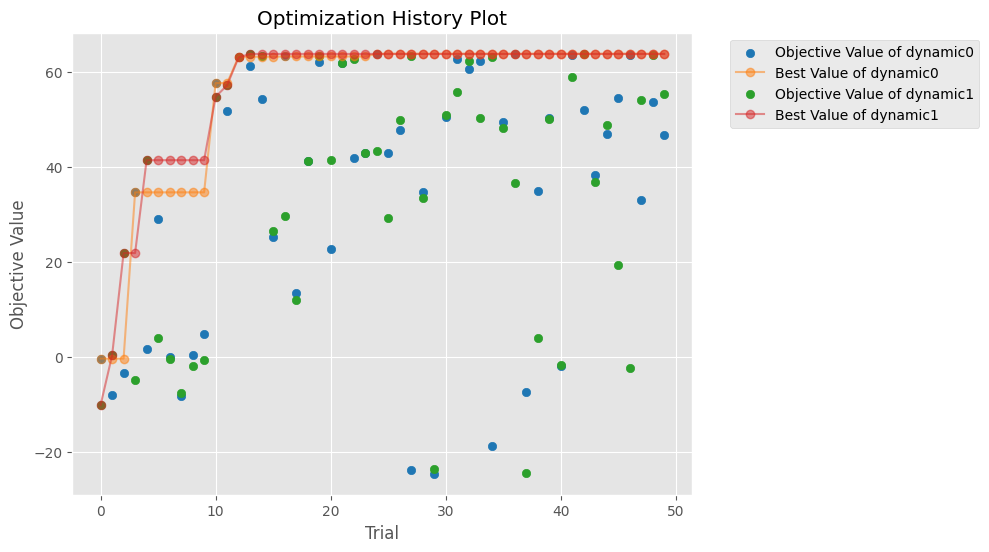 Optimization History Plot
Objective Value
60
40
20
0
−20
0 10 20 30 40 50
Trial
Objective Value of dynamic0
Best Value of dynamic0
Objective Value of dynamic1
Best Value of dynamic1